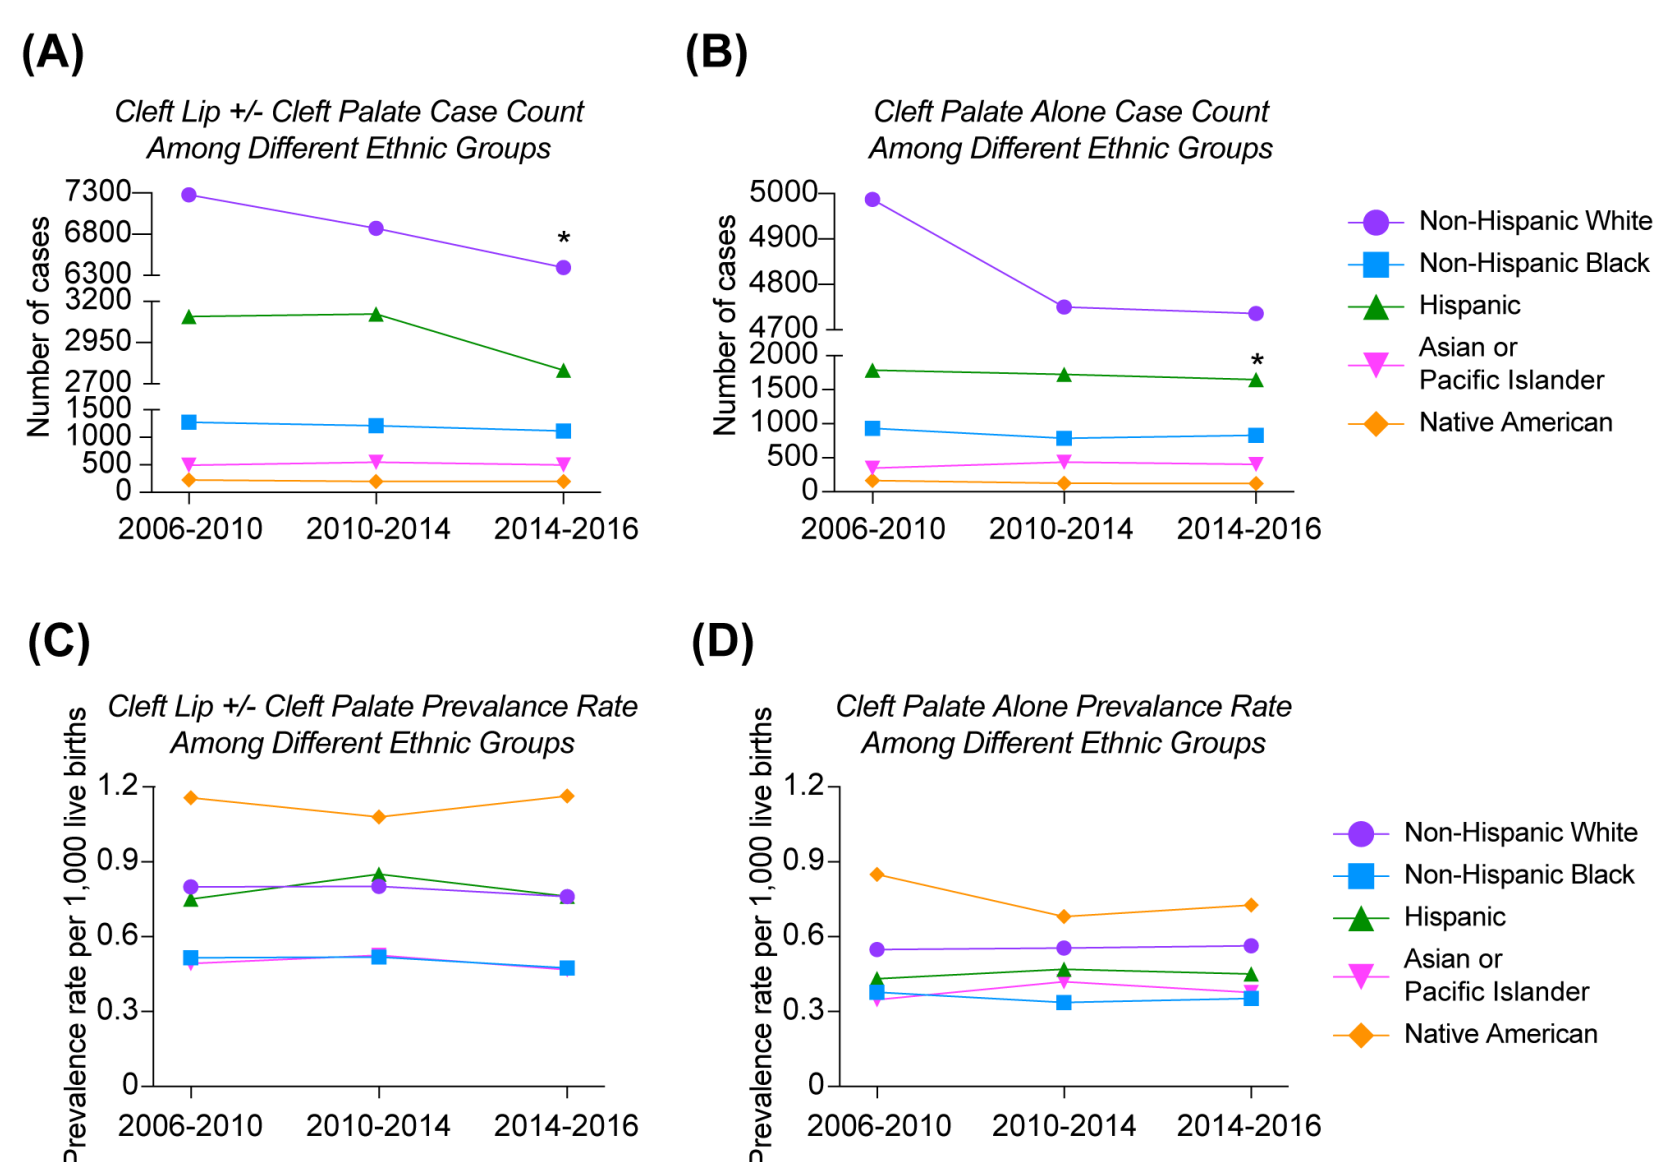 (A)
Cleft Lip +/- Cleft Palate Case Count
Among Different Ethnic Groups
Number of cases
7300
6800
6300
3200
2950
2700
1500
1000
500
0
*
2006-2010
2010-2014
2014-2016
(B)
Cleft Palate Alone Case Count
Among Different Ethnic Groups
Number of cases
5000
4900
4800
4700
2000
1500
1000
500
0
*
2006-2010
2010-2014
2014-2016
Non-Hispanic White
Non-Hispanic Black
Hispanic
Asian or
Pacific Islander
Native American
(C)
Cleft Lip +/- Cleft Palate Prevalance Rate
Among Different Ethnic Groups
Prevalence rate per 1,000 live births
1.2
0.9
0.6
0.3
0
2006-2010
2010-2014
2014-2016
(D)
Cleft Palate Alone Prevalance Rate
Among Different Ethnic Groups
Prevalence rate per 1,000 live births
1.2
0.9
0.6
0.3
0
2006-2010
2010-2014
2014-2016
Non-Hispanic White
Non-Hispanic Black
Hispanic
Asian or
Pacific Islander
Native American